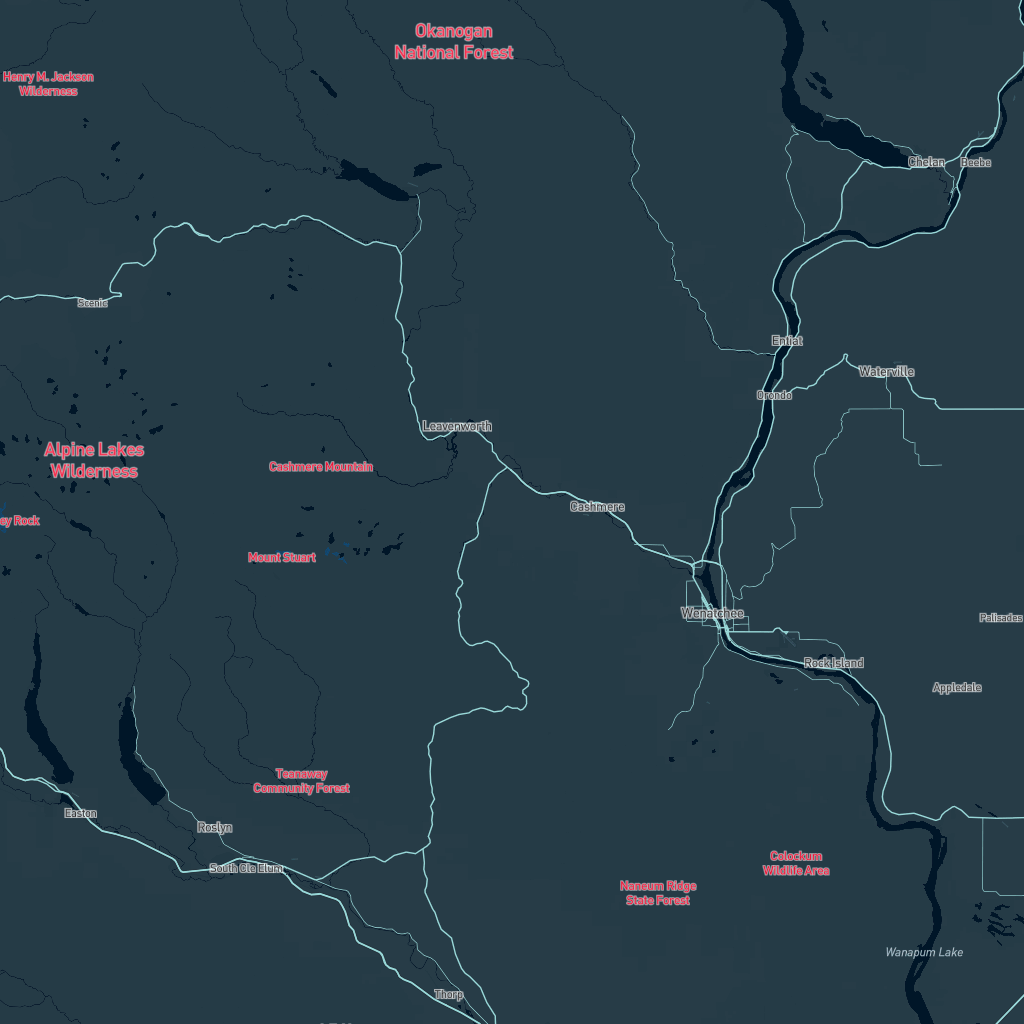 Okanogan
National Forest
Henry M. Jackson
Wilderness
Chelan
Beebe
Scenic
Entiat
Waterville
Orondo
Leavenworth
Alpine Lakes
Wilderness
Cashmere Mountain
Cashmere
Rock
Mount Stuart
Wenatchee
Palisades
Rock Island
Appledale
Teanaway
Community Forest
Easton
Roslyn
South Cle Elum
Colockum
Wildlife Area
Naneum Ridge
State Forest
Wanapum Lake
Thorp